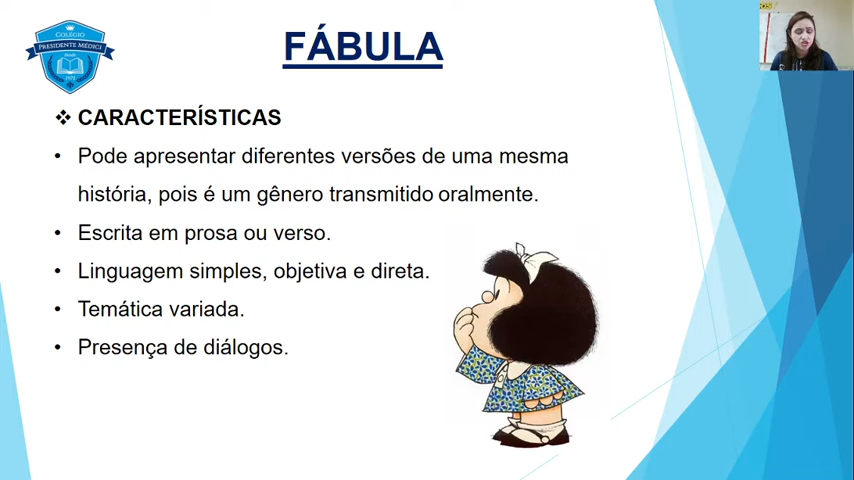 COLÉGIO
PRESIDENTE MÉDICI
FÁBULA
❖ CARACTERÍSTICAS
• Pode apresentar diferentes versões de uma mesma
história, pois é um gênero transmitido oralmente.
• Escrita em prosa ou verso.
• Linguagem simples, objetiva e direta.
• Temática variada.
• Presença de diálogos.